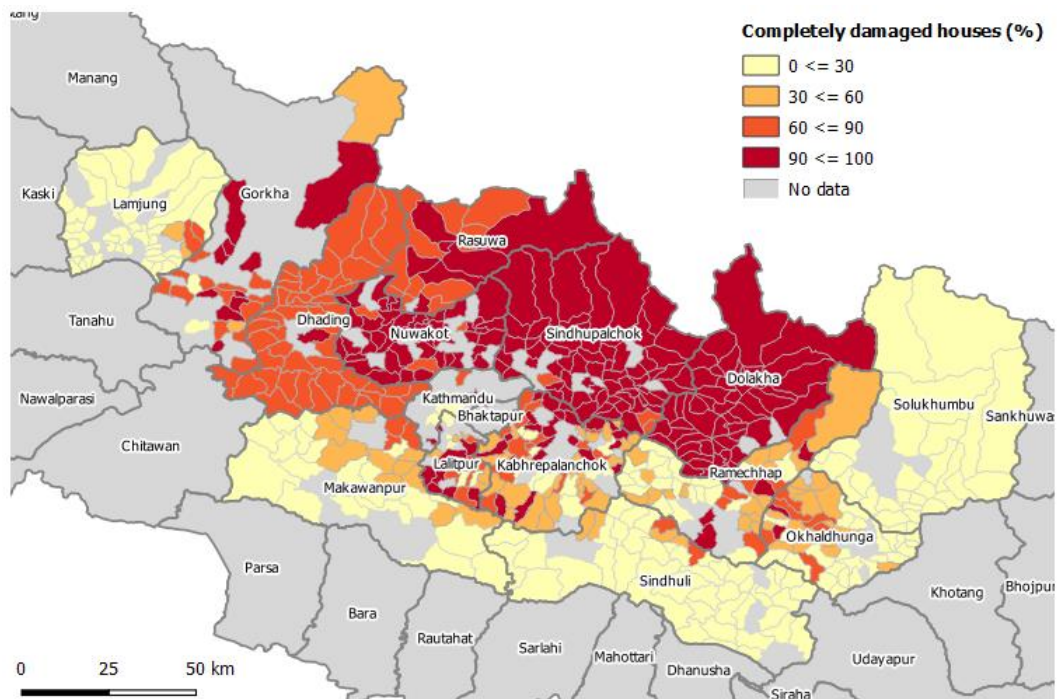 Completely damaged houses (%)
0 <= 30
30 <= 60
60 <= 90
90 <= 100
No data
Manang
Kaski
Lamjung
Gorkha
Rasuwa
Tanahu
Dhading
Nuwakot
Sindhupalchok
Dolakha
Nawalparasi
Kathmandu
Bhaktapur
Solukhumbu
Sankhuwas
Chitawan
Lalitpur
Kabhrepalanchok
Ramechhap
Makawanpur
Okhaldhunga
Parsa
Sindhuli
Khotang
Bhojpur
Bara
Rautahat
Sarlahi
Mahottari
Dhanusha
Udayapur
Siraha
0 25 50 km